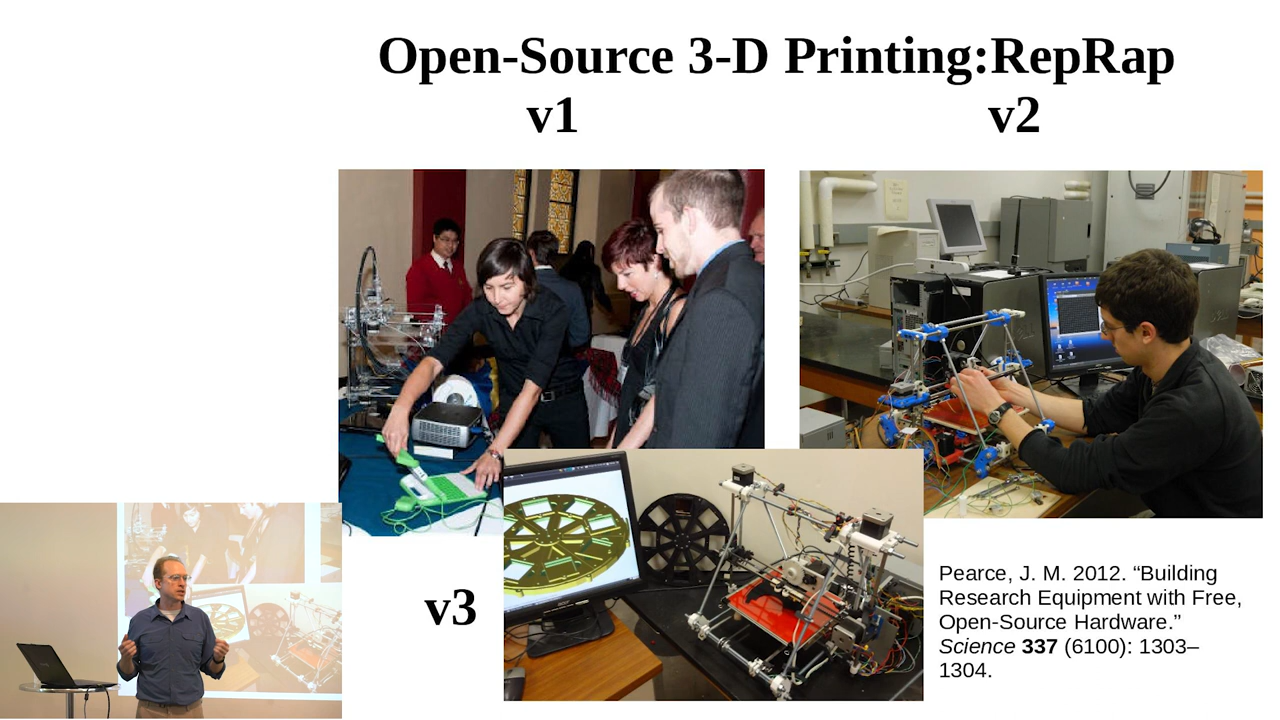 Open-Source 3-D Printing:RepRap
v1
v2
v3
Pearce, J. M. 2012. “Building
Research Equipment with Free,
Open-Source Hardware.”
Science 337 (6100): 1303–
1304.